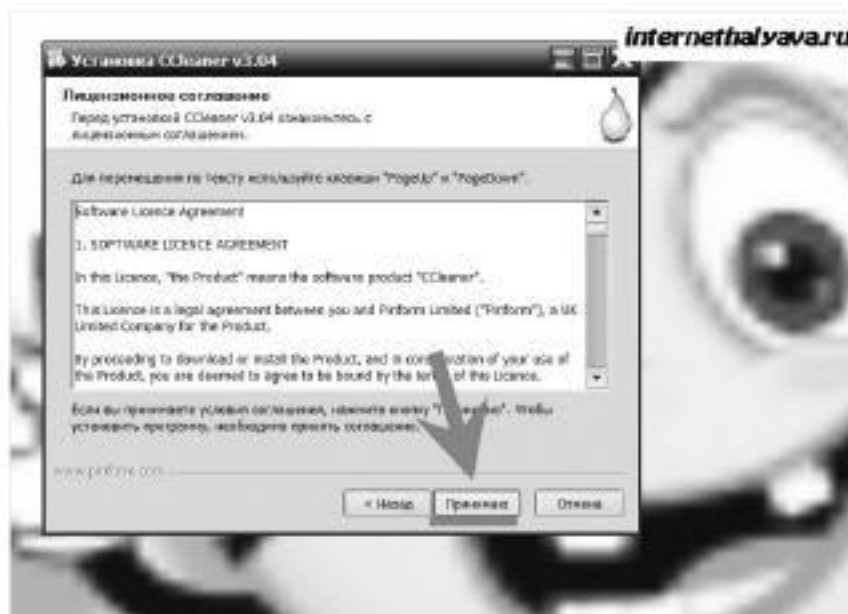 internethalyava.ru
Установка CCleaner v3.04
Лицензионное соглашение
Перед установкой CCleaner v3.04 ознакомьтесь с
лицензионным соглашением.
Для перемещения по тексту используйте клавиши "PageUp" и "PageDown".
Software Licence Agreement
1. SOFTWARE LICENCE AGREEMENT
In this Licence, "the Product" means the software product "CCleaner".
This Licence is a legal agreement between you and Piriform Limited ("Piriform"), a UK
Limited Company for the Product.
By proceeding to download or install the Product, and in consideration of your use of
the Product, you are deemed to agree to be bound by the terms of this Licence.
Если вы принимаете условия соглашения, нажмите кнопку "Принимаю". Чтобы
установить программу, необходимо принять соглашение.
www.piriform.com
< Назад
Принимаю
Отмена